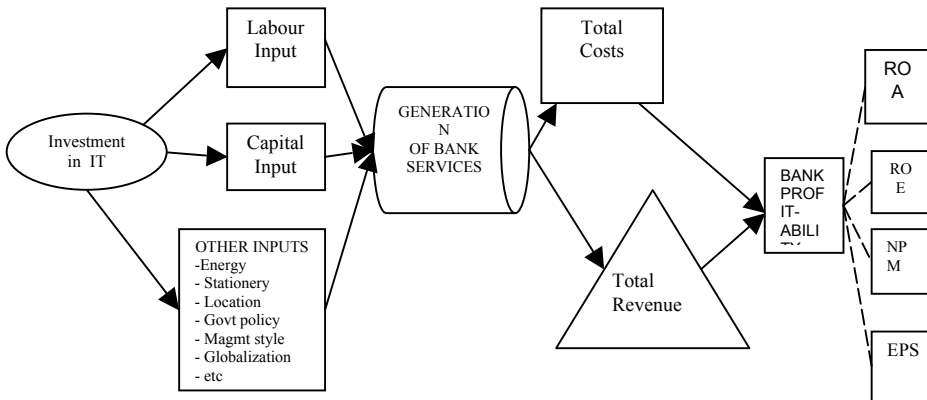 Labour
Input
Total
Costs
RO
A
Investment
in IT
Capital
Input
GENERATIO
N
OF BANK
SERVICES
BANK
PROF
IT-
ABILI
RO
E
OTHER INPUTS
-Energy
- Stationery
- Location
- Govt policy
- Magmt style
- Globalization
- etc
Total
Revenue
NP
M
EPS